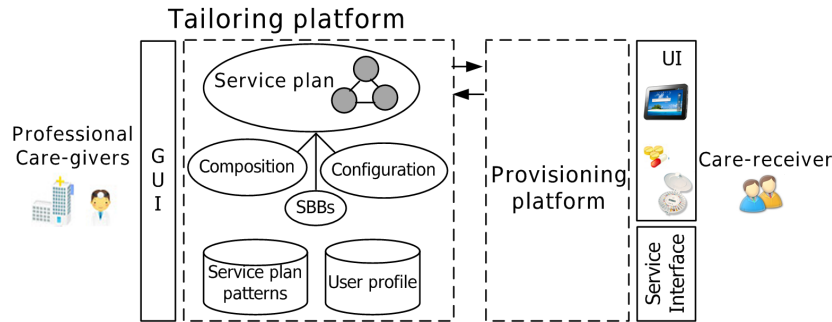 Tailoring platform
Service plan
Composition
Configuration
SBBs
Service plan
patterns
User profile
Professional
Care-givers
G
U
I
Provisioning
platform
UI
Service
Interface
Care-receiver